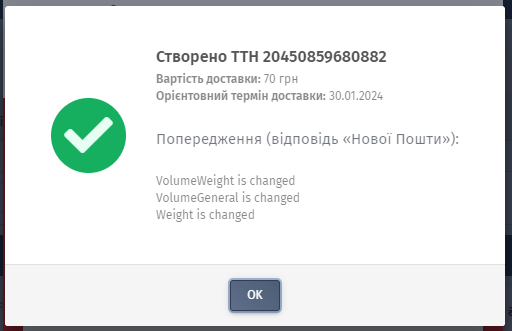 Створено ТТН 20450859680882
Вартість доставки: 70 грн
Орієнтовний термін доставки: 30.01.2024
Попередження (відповідь «Нової Пошти»):
VolumeWeight is changed
VolumeGeneral is changed
Weight is changed
OK